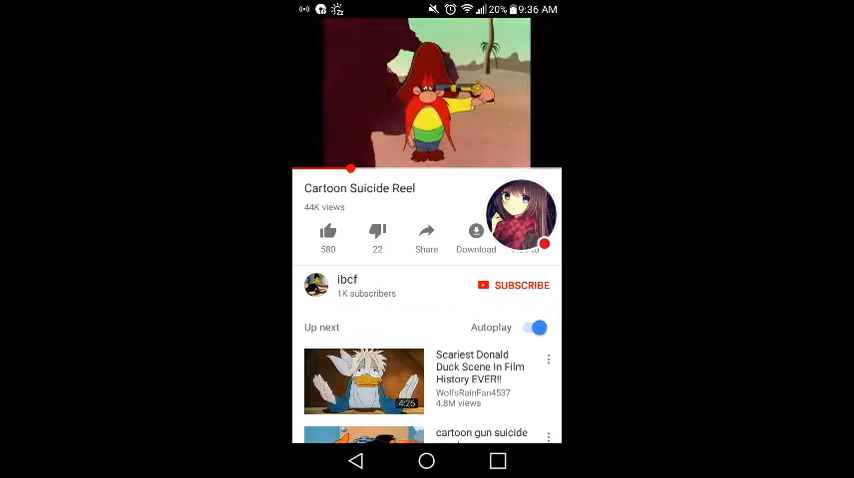 20% 9:36 AM
Cartoon Suicide Reel
44K views
580
22
Share
Download
ibcf
1K subscribers
SUBSCRIBE
Up next
Autoplay
Scariest Donald
Duck Scene In Film
History EVER!!
WolfsRainFan4537
4.8M views
4:26
cartoon gun suicide